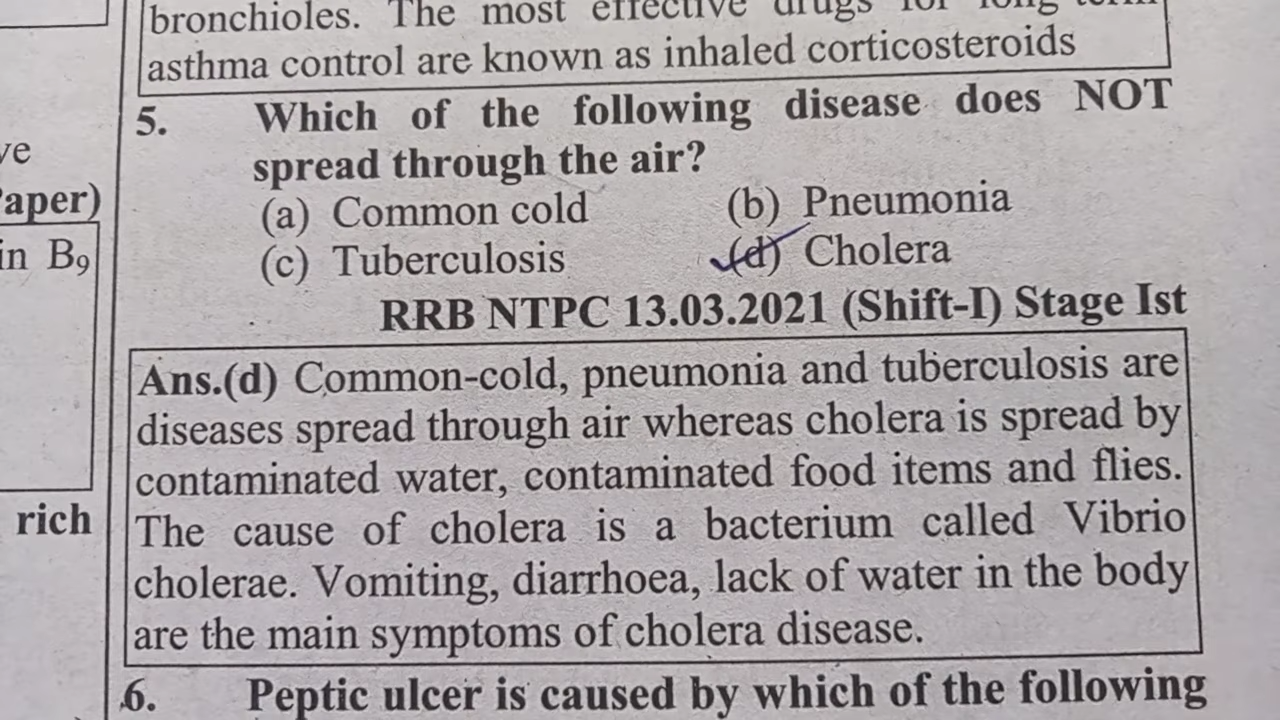 bronchioles. The most effective drugs for long term
asthma control are known as inhaled corticosteroids
5. Which of the following disease does NOT
spread through the air?
(a) Common cold (b) Pneumonia
(c) Tuberculosis (d) Cholera
RRB NTPC 13.03.2021 (Shift-I) Stage Ist
Ans.(d) Common-cold, pneumonia and tuberculosis are
diseases spread through air whereas cholera is spread by
contaminated water, contaminated food items and flies.
The cause of cholera is a bacterium called Vibrio
cholerae. Vomiting, diarrhoea, lack of water in the body
are the main symptoms of cholera disease.
6. Peptic ulcer is caused by which of the following
ve
aper)
in B₉
rich